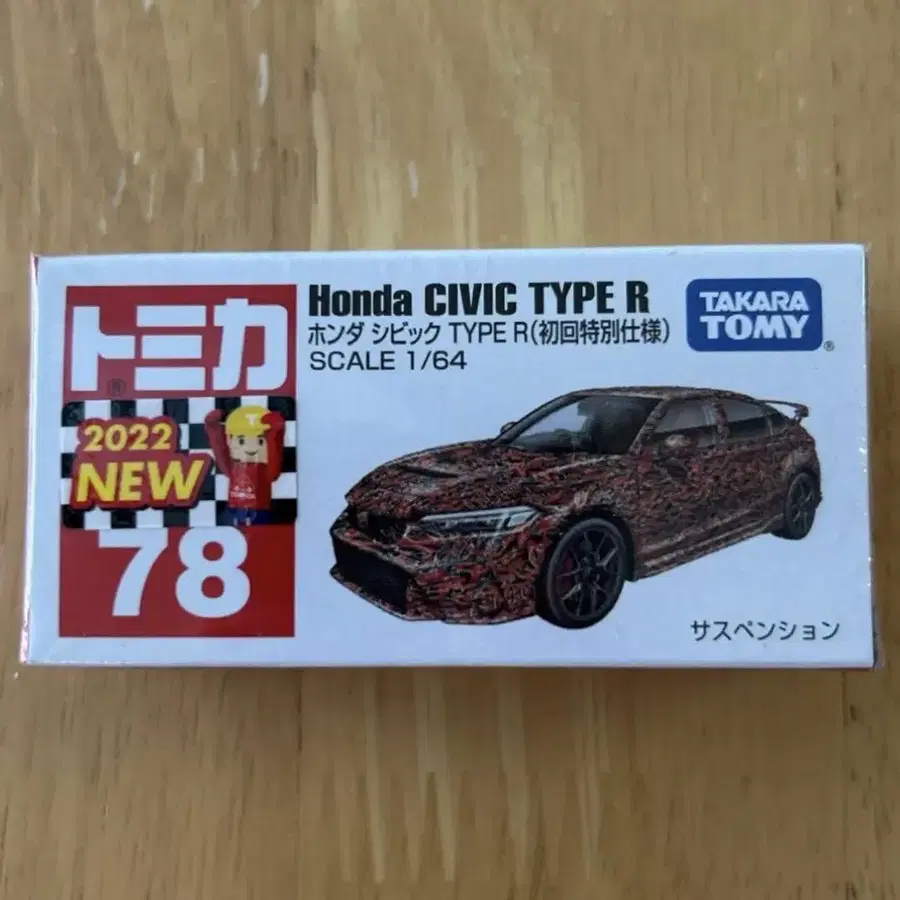 トミカ
®
2022
NEW
78
Honda CIVIC TYPE R
ホンダ シビック TYPE R(初回特別仕様)
SCALE 1/64
TAKARA
TOMY
®
サスペンション